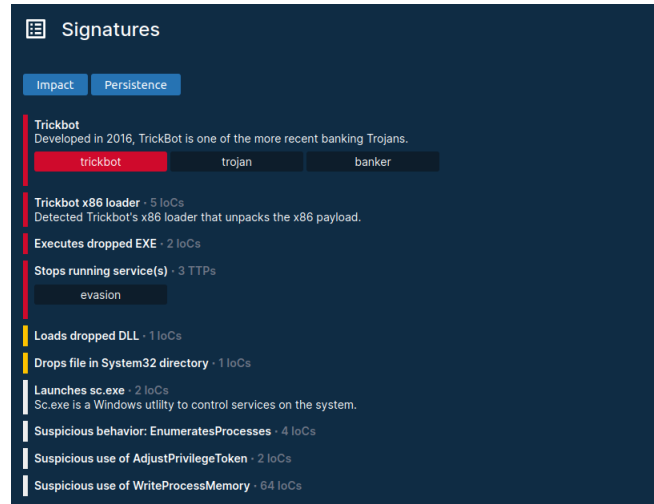 Signatures
Impact Persistence
Trickbot
Developed in 2016, TrickBot is one of the more recent banking Trojans.
trickbot trojan banker
Trickbot x86 loader · 5 IoCs
Detected Trickbot's x86 loader that unpacks the x86 payload.
Executes dropped EXE · 2 IoCs
Stops running service(s) · 3 TTPs
evasion
Loads dropped DLL · 1 IoCs
Drops file in System32 directory · 1 IoCs
Launches sc.exe · 2 IoCs
Sc.exe is a Windows utlilty to control services on the system.
Suspicious behavior: EnumeratesProcesses · 4 IoCs
Suspicious use of AdjustPrivilegeToken · 2 IoCs
Suspicious use of WriteProcessMemory · 64 IoCs